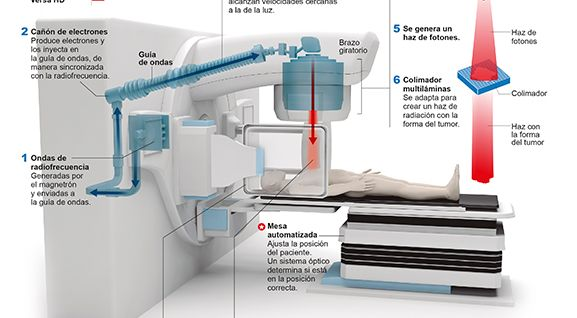 Versa HD
alcanzan velocidades cercanas
a la de la luz.
2 Cañón de electrones
Produce electrones y
los inyecta en
la guía de ondas, de
manera sincronizada
con la radiofrecuencia.
Guía
de ondas
Brazo
giratorio
5 Se genera un
haz de fotones.
Haz de
fotones
6 Colimador
multiláminas
Se adapta para
crear un haz de
radiación con la
forma del tumor.
Colimador
Haz con la
forma del
tumor
1 Ondas de
radiofrecuencia
Generadas por
el magnetrón
y enviadas a
la guía de ondas.
Mesa
automatizada
Ajusta la posición
del paciente.
Un sistema óptico
determina si está
en la posición
correcta.